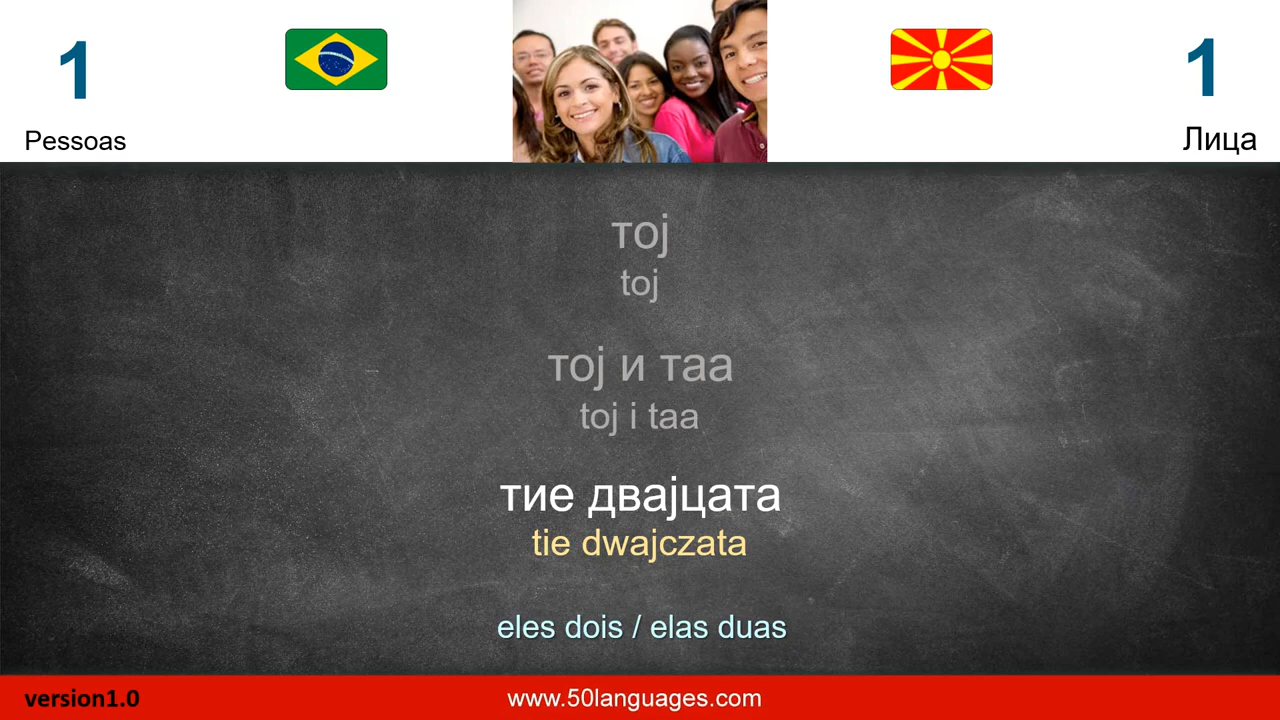 1
1
Pessoas
Лица
тој
toj
тој и таа
toj i taa
тие двајцата
tie dwajczata
eles dois / elas duas
version1.0
www.50languages.com